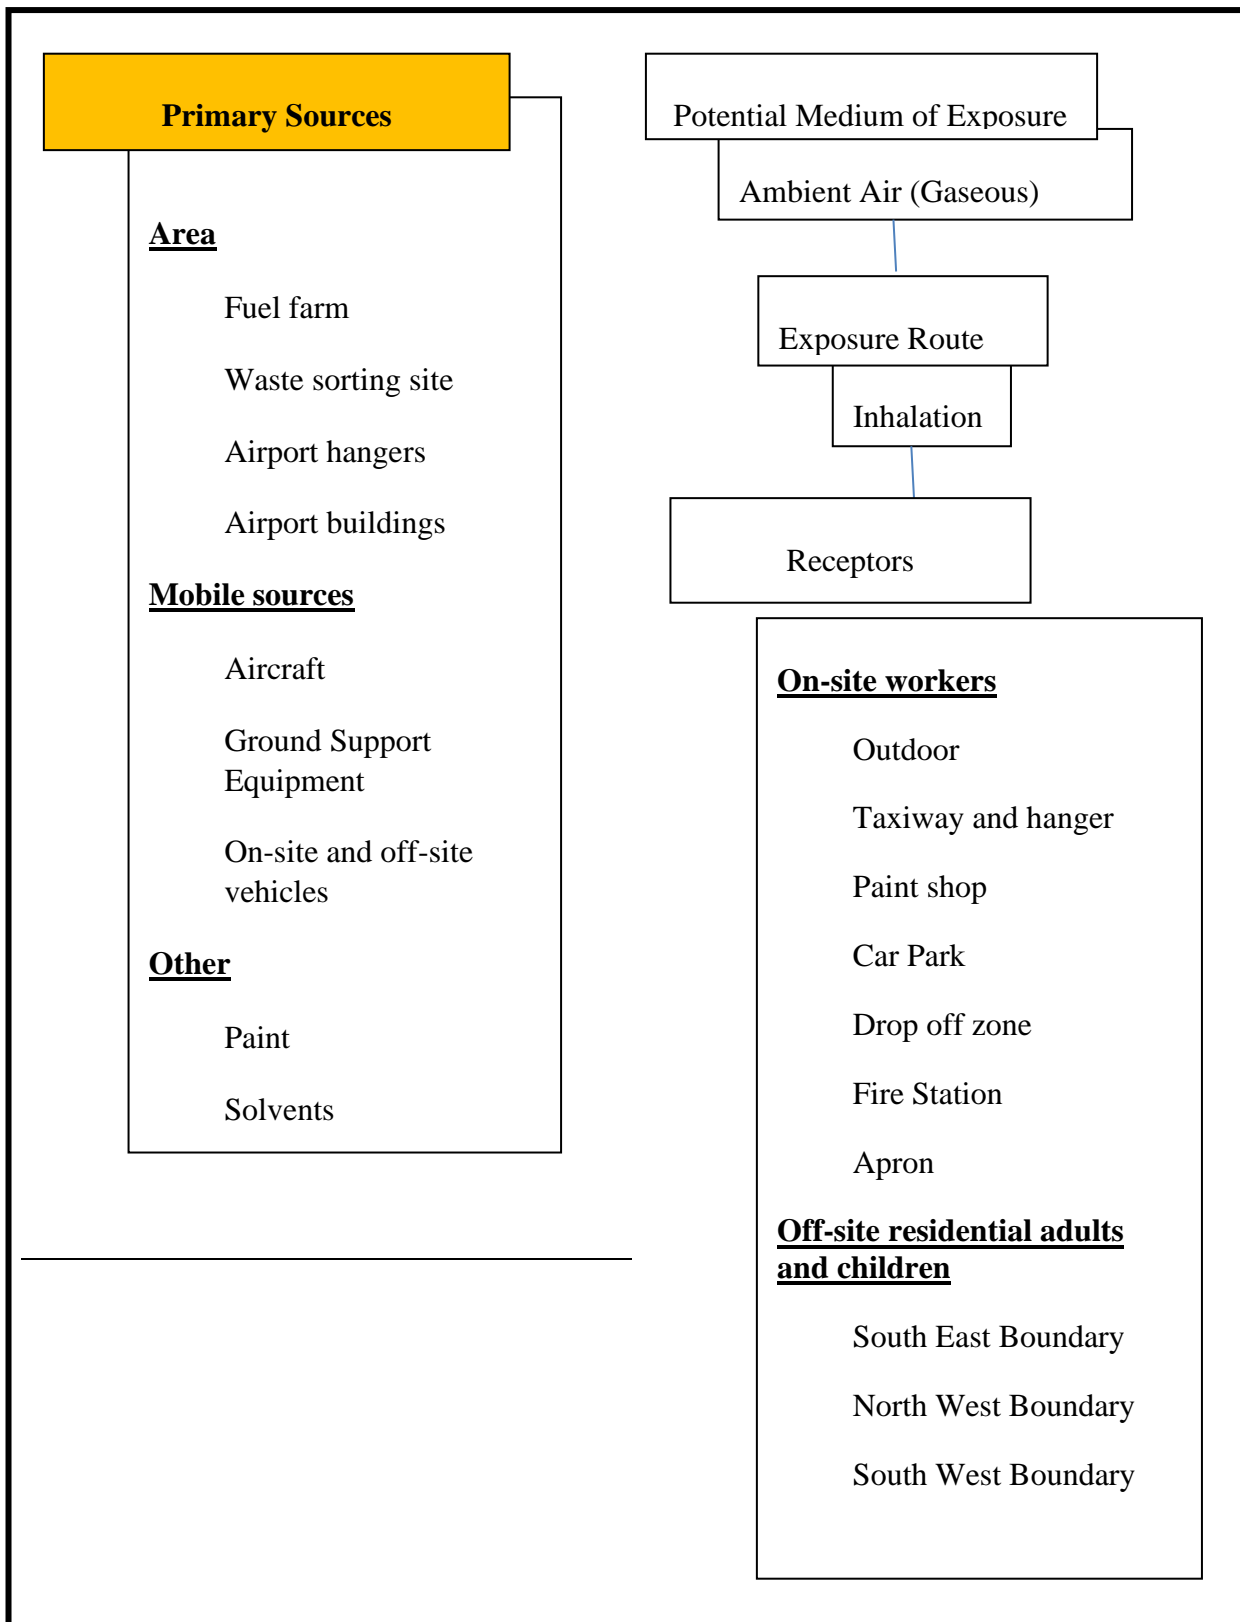 Primary Sources
Area
Fuel farm
Waste sorting site
Airport hangers
Airport buildings
Mobile sources
Aircraft
Ground Support
Equipment
On-site and off-site
vehicles
Other
Paint
Solvents
Potential Medium of Exposure
Ambient Air (Gaseous)
Exposure Route
Inhalation
Receptors
On-site workers
Outdoor
Taxiway and hanger
Paint shop
Car Park
Drop off zone
Fire Station
Apron
Off-site residential adults
and children
South East Boundary
North West Boundary
South West Boundary